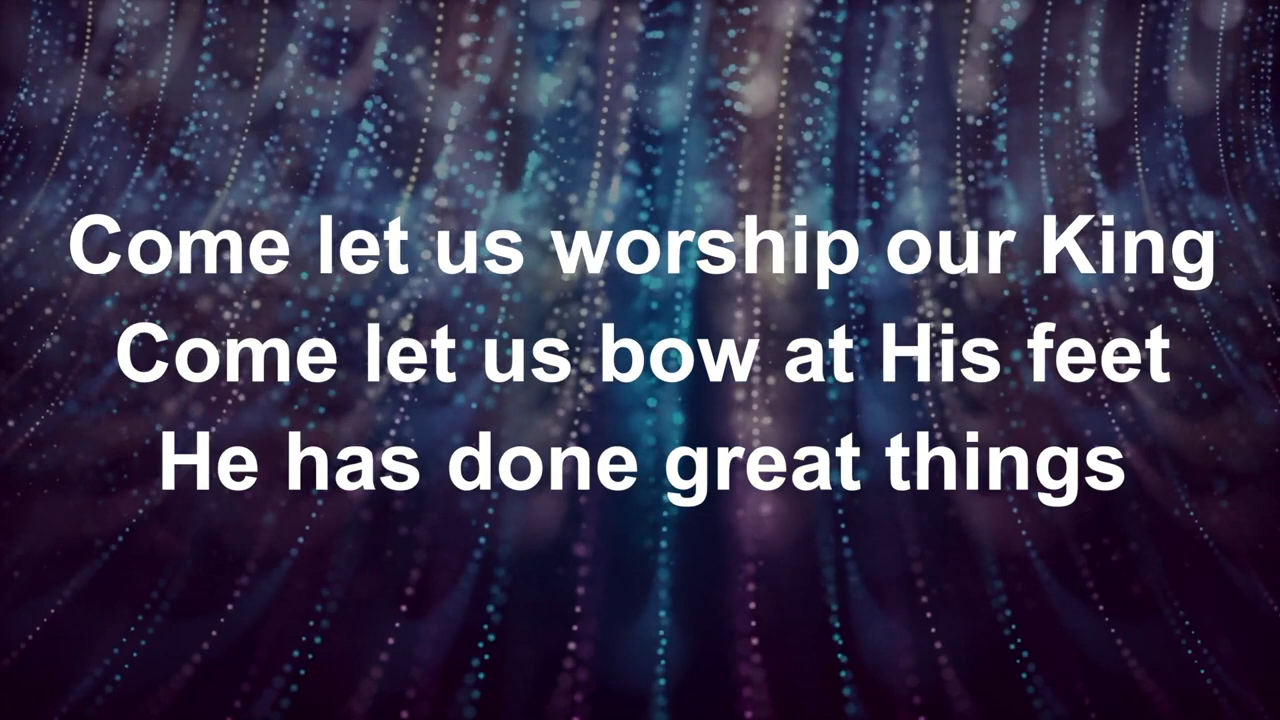 Come let us worship our King
Come let us bow at His feet
He has done great things